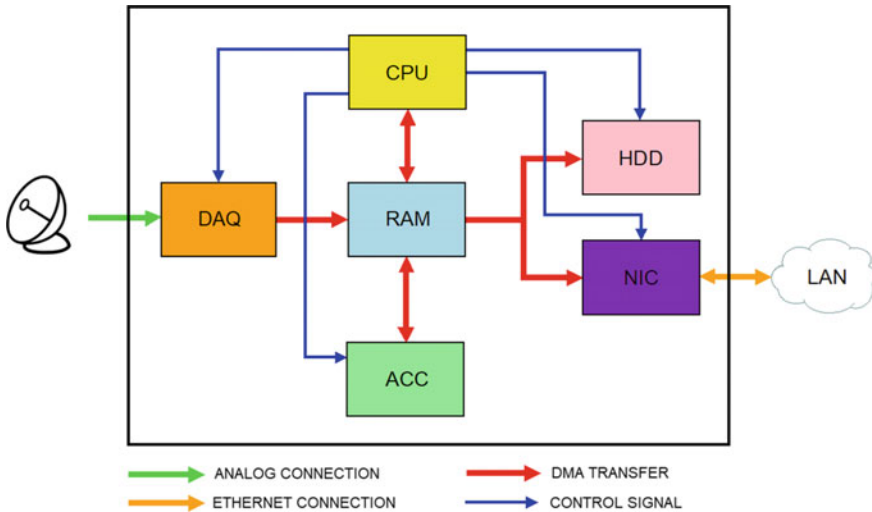 CPU
HDD
DAQ
RAM
NIC
LAN
ACC
ANALOG CONNECTION
DMA TRANSFER
ETHERNET CONNECTION
CONTROL SIGNAL